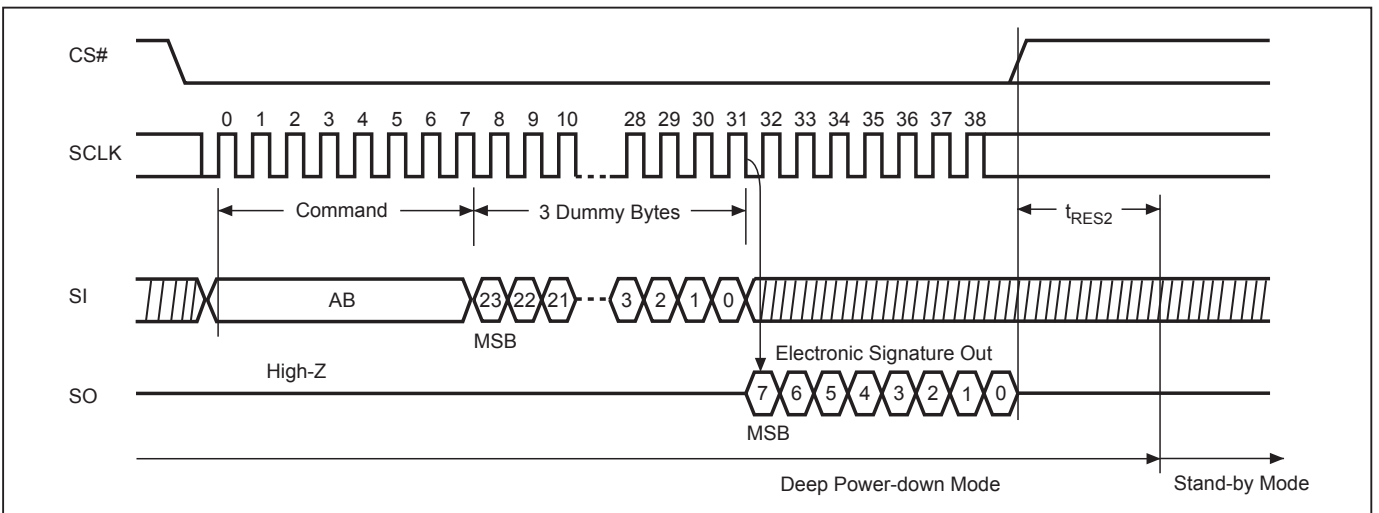 CS#
0 1 2 3 4 5 6 7 8 9 10 28 29 30 31 32 33 34 35 36 37 38
SCLK
Command 3 Dummy Bytes tRES2
SI AB 23 22 21 3 2 1 0
MSB
High-Z Electronic Signature Out
SO 7 6 5 4 3 2 1 0
MSB
Deep Power-down Mode Stand-by Mode